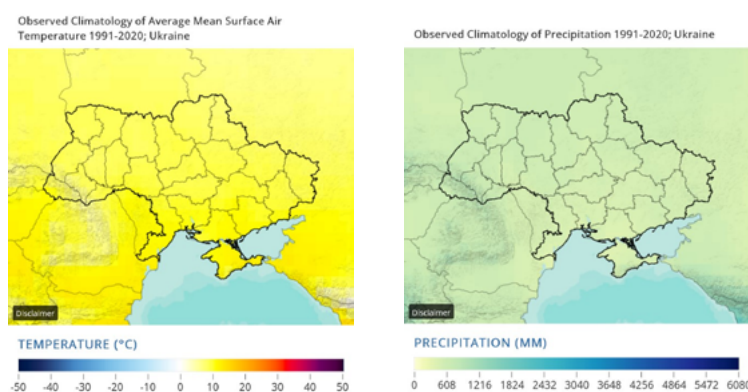 Observed Climatology of Average Mean Surface Air
Temperature 1991-2020; Ukraine
Disclaimer
TEMPERATURE (°C)
-50 -40 -30 -20 -10 0 10 20 30 40 50
Observed Climatology of Precipitation 1991-2020; Ukraine
Disclaimer
PRECIPITATION (MM)
0 608 1216 1824 2432 3040 3648 4256 4864 5472